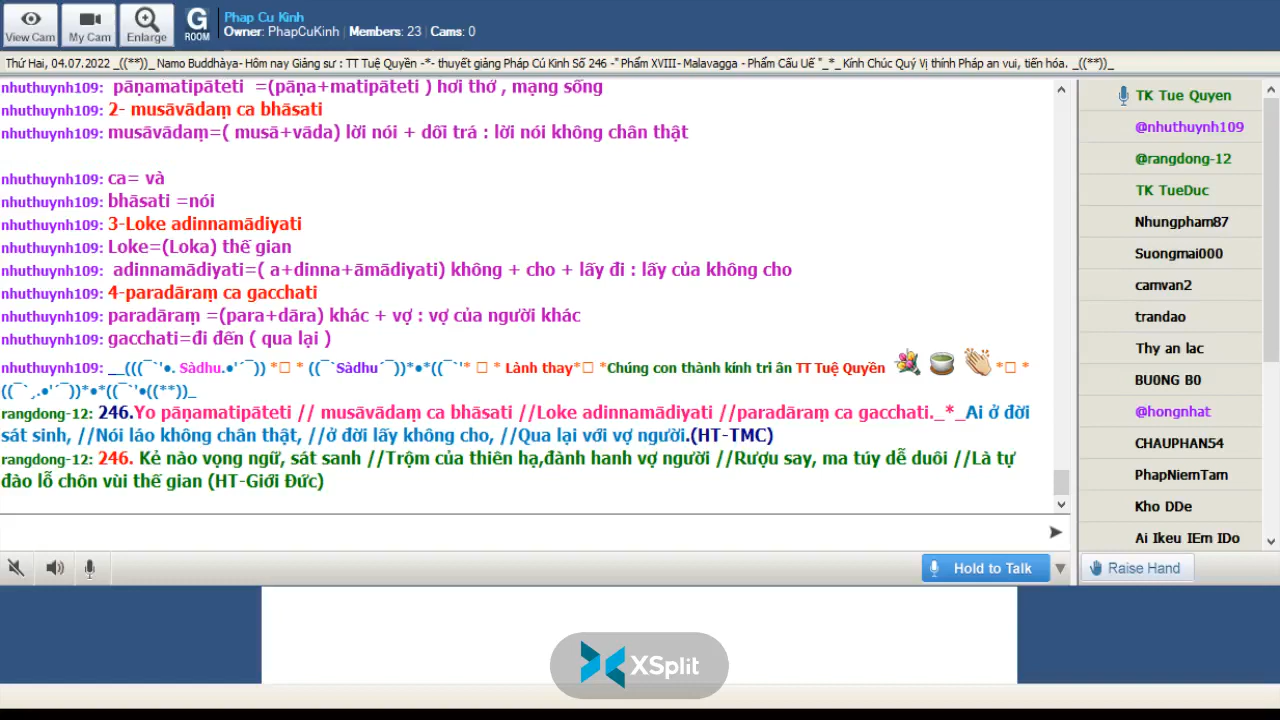 View Cam
My Cam
Enlarge
G
ROOM
Phap Cu Kinh
Owner: PhapCuKinh | Members: 23 | Cams: 0
Thứ Hai, 04.07.2022 _((**))_ Namo Buddhàya- Hôm nay Giảng sư : TT Tuệ Quyền -*- thuyết giảng Pháp Cú Kinh Số 246 -" Phẩm XVIII- Malavagga - Phẩm Cấu Uế "_*_ Kính Chúc Quý Vị thính Pháp an vui, tiến hóa. _((**))_
nhuthuynh109: pāṇamatipāteti =(pāṇa+matipāteti ) hơi thở , mạng sống
2- musāvādaṃ ca bhāsati
musāvādaṃ=( musā+vāda) lời nói + dối trá : lời nói không chân thật
nhuthuynh109: ca= và
nhuthuynh109: bhāsati =nói
nhuthuynh109: 3-Loke adinnamādiyati
nhuthuynh109: Loke=(Loka) thế gian
nhuthuynh109: adinnamādiyati=( a+dinna+āmādiyati) không + cho + lấy đi : lấy của không cho
nhuthuynh109: 4-paradāraṃ ca gacchati
nhuthuynh109: paradāraṃ =(para+dāra) khác + vợ : vợ của người khác
nhuthuynh109: gacchati=đi đến ( qua lại )
nhuthuynh109: __(((¯`'•. Sàdhu.•'´¯)) *□ * ((¯`Sàdhu´¯))*•*((¯`'* □ * Lành thay*□ *Chúng con thành kính tri ân TT Tuệ Quyền *□ *
((¯`¸.•'´¯))*•*((¯`'•((**))_
rangdong-12: 246.Yo pāṇamatipāteti // musāvādaṃ ca bhāsati //Loke adinnamādiyati //paradāraṃ ca gacchati._*_Ai ở đời
sát sinh, //Nói láo không chân thật, //ở đời lấy không cho, //Qua lại với vợ người.(HT-TMC)
rangdong-12: 246. Kẻ nào vọng ngữ, sát sanh //Trộm của thiên hạ,đành hanh vợ người //Rượu say, ma túy dễ duôi //Là tự
đào lỗ chôn vùi thế gian (HT-Giới Đức)
TK Tue Quyen
@nhuthuynh109
@rangdong-12
TK TueDuc
Nhungpham87
Suongmai000
camvan2
trandao
Thy an lac
BU0NG B0
@hongnhat
CHAUPHAN54
PhapNiemTam
Kho DDe
Ai Ikeu IEm IDo
Hold to Talk
Raise Hand
XSplit